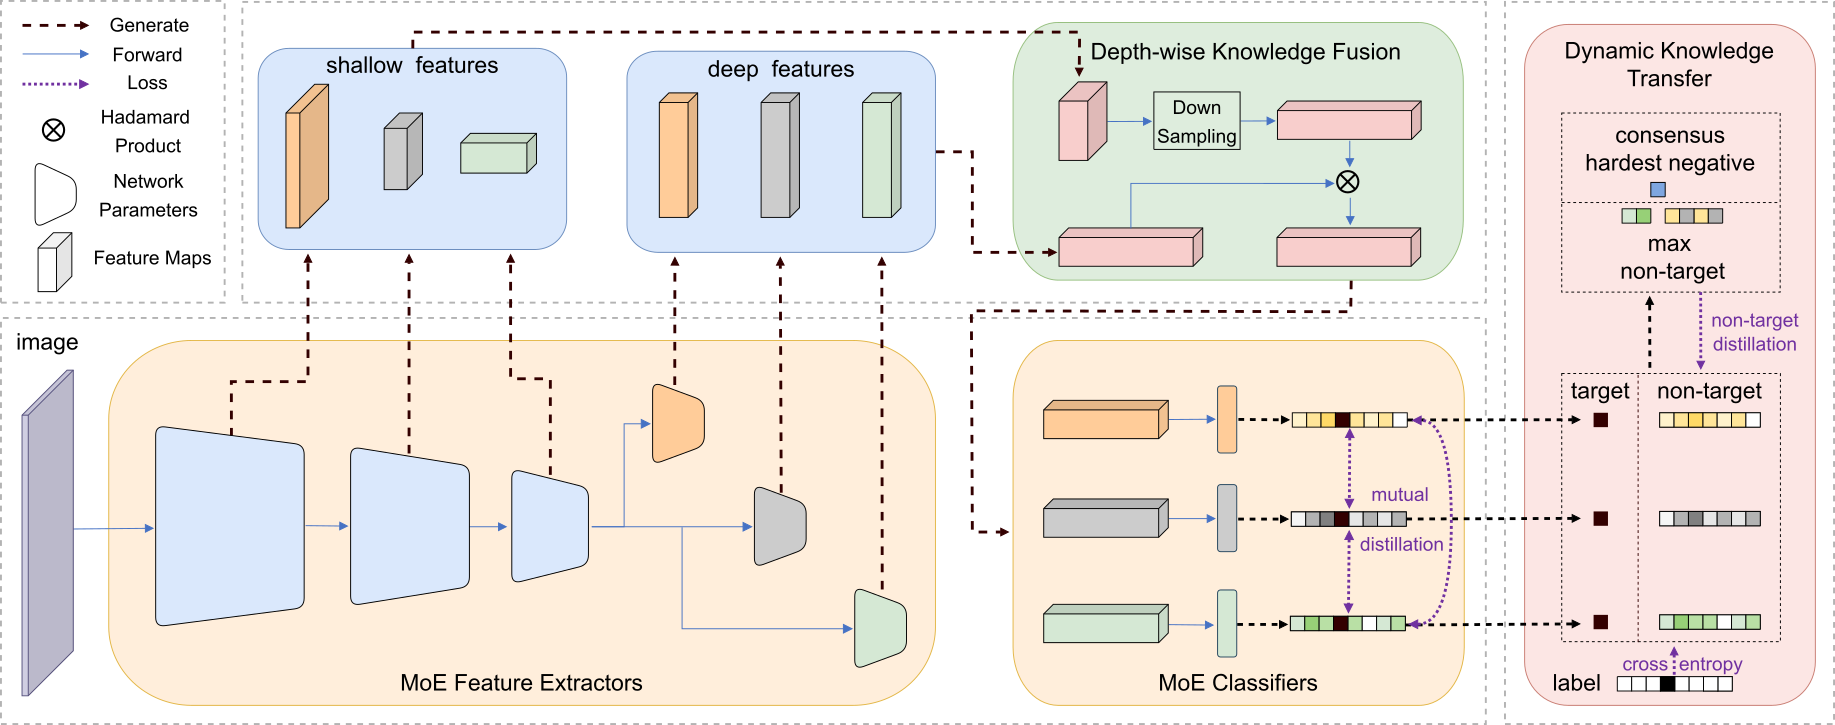 Generate
Forward
Loss
Hadamard
Product
Network
Parameters
Feature Maps
shallow features
deep features
Depth-wise Knowledge Fusion
Down
Sampling
image
MoE Feature Extractors
mutual
distillation
MoE Classifiers
Dynamic Knowledge
Transfer
consensus
hardest negative
max
non-target
non-target
distillation
target
non-target
cross entropy
label